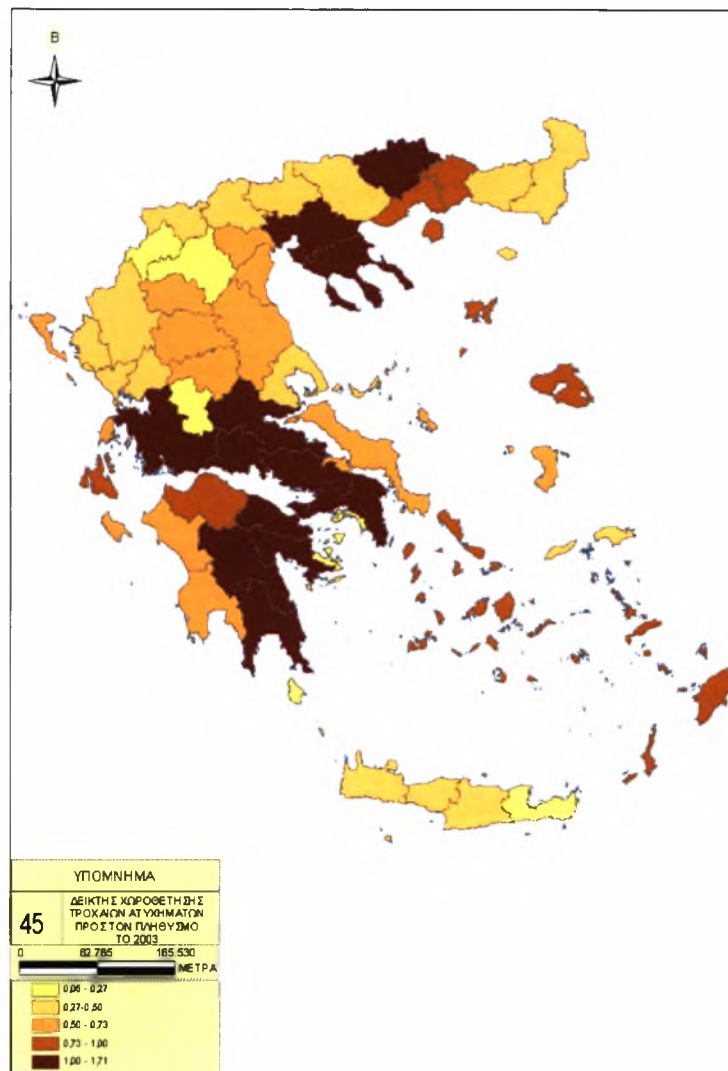 Β
ΥΠΟΜΝΗΜΑ
45
ΔΕΙΚΤΗΣ ΧΩΡΟΘΕΤΗΣΗΣ
ΤΡΟΧΑΙΩΝ ΑΤΥΧΗΜΑΤΩΝ
ΠΡΟΣ ΤΟΝ ΠΛΗΘΥΣΜΟ
ΤΟ 2003
0 82.765 165.530
ΜΕΤΡΑ
0,06 - 0,27
0,27-0,50
0,50 - 0,73
0,73 - 1,00
1,00 - 1,71